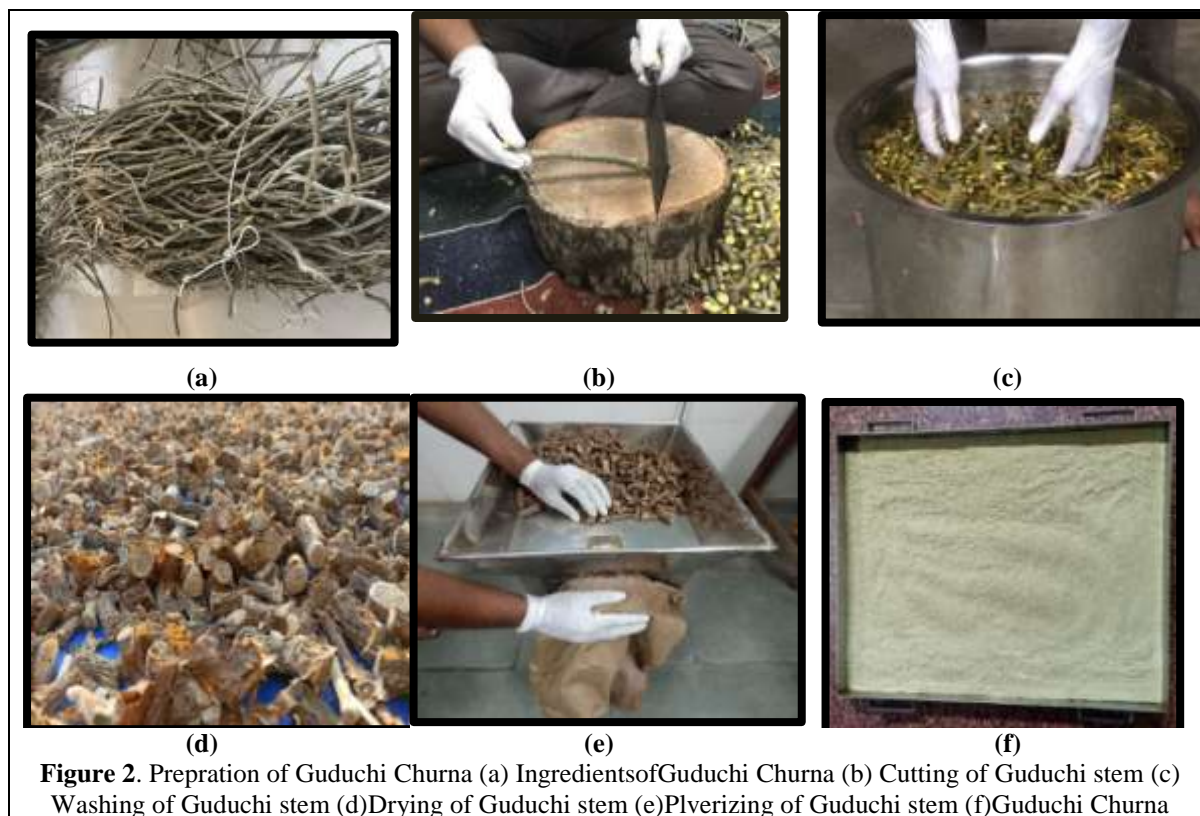 (a)
(b)
(c)
(d)
(e)
(f)
Figure 2. Prepration of Guduchi Churna (a) IngredientsofGuduchi Churna (b) Cutting of Guduchi stem (c)
Washing of Guduchi stem (d)Drying of Guduchi stem (e)Plverizing of Guduchi stem (f)Guduchi Churna